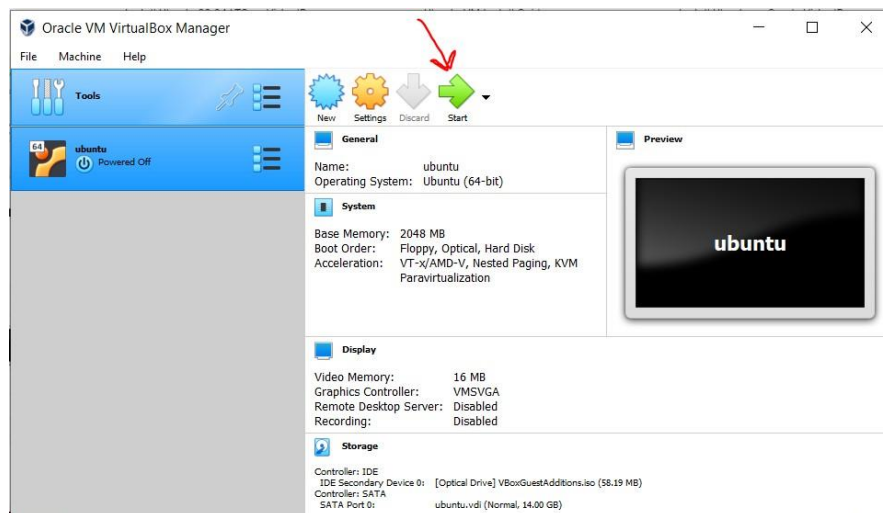 Oracle VM VirtualBox Manager
File Machine Help
Tools
New Settings Discard Start
64
ubuntu
Powered Off
General
Name: ubuntu
Operating System: Ubuntu (64-bit)
Preview
ubuntu
System
Base Memory: 2048 MB
Boot Order: Floppy, Optical, Hard Disk
Acceleration: VT-x/AMD-V, Nested Paging, KVM
Paravirtualization
Display
Video Memory: 16 MB
Graphics Controller: VMSVGA
Remote Desktop Server: Disabled
Recording: Disabled
Storage
Controller: IDE
IDE Secondary Device 0: [Optical Drive] VBoxGuestAdditions.iso (58.19 MB)
Controller: SATA
SATA Port 0: ubuntu.vdi (Normal, 14.00 GB)